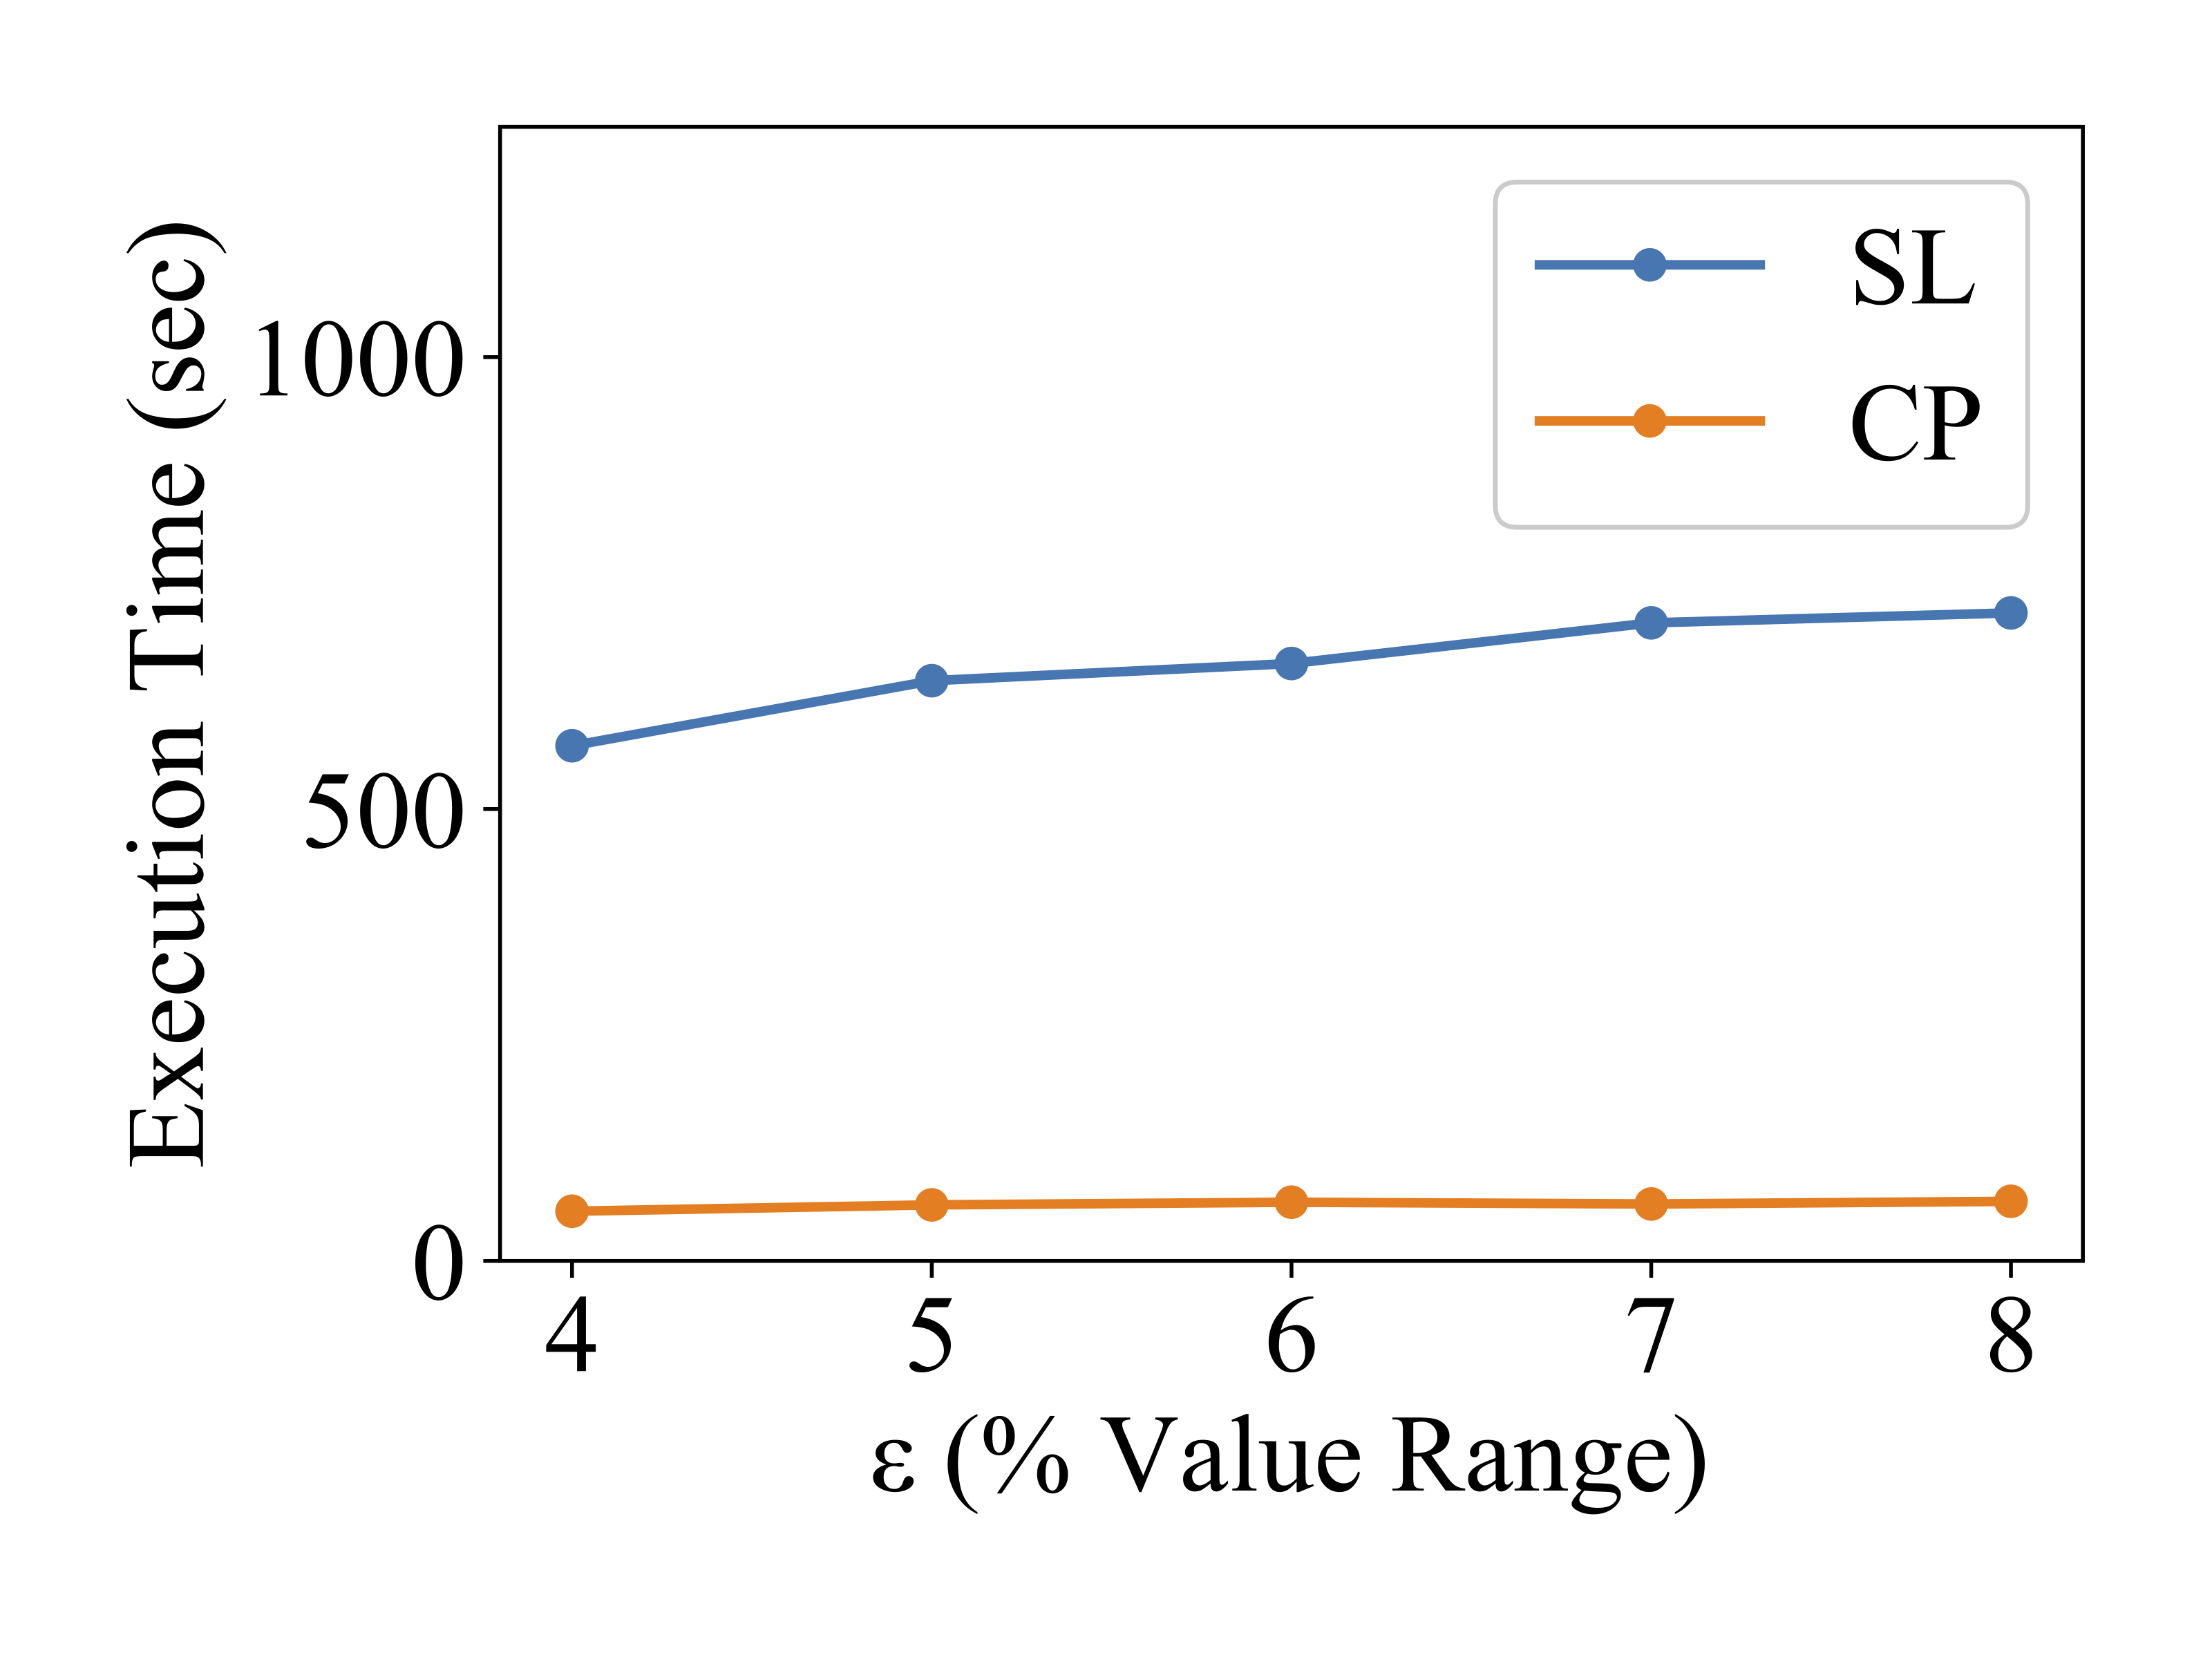 Execution Time (sec)
1000
500
0
4 5 6 7 8
ε (% Value Range)
SL
CP